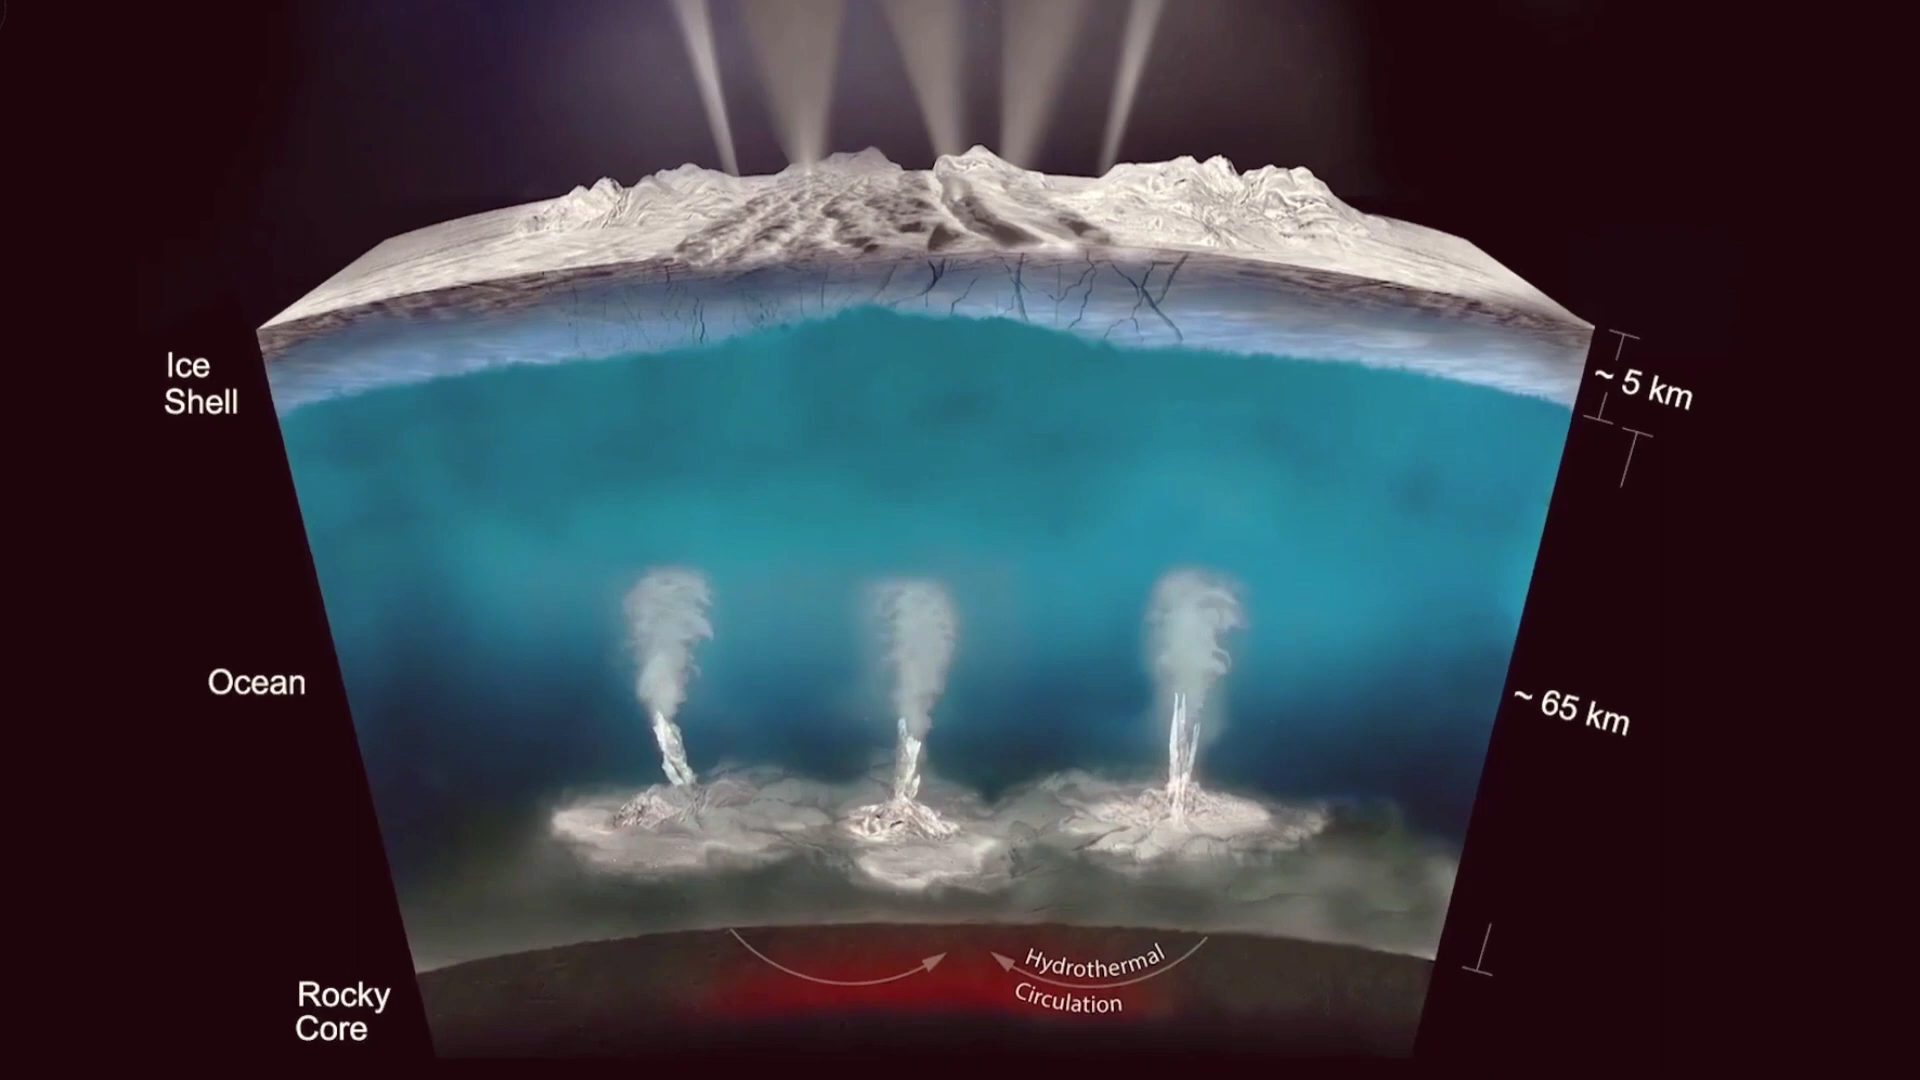 Ice
Shell
~ 5 km
Ocean
~ 65 km
Hydrothermal
Circulation
Rocky
Core